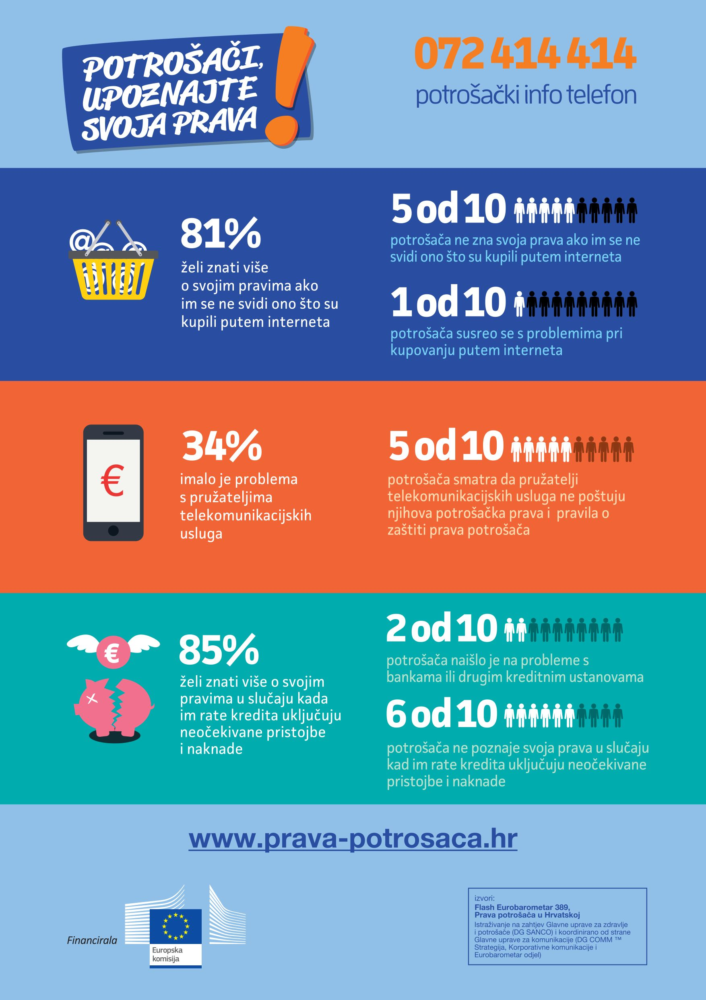 POTROŠAČI,
UPOZNAJTE
SVOJA PRAVA!
072 414 414
potrošački info telefon
@
@
@
@
@
81%
želi znati više
o svojim pravima ako
im se ne svidi ono što su
kupili putem interneta
5 od 10
potrošača ne zna svoja prava ako im se ne
svidi ono što su kupili putem interneta
1 od 10
potrošača susreo se s problemima pri
kupovanju putem interneta
€
34%
imalo je problema
s pružateljima
telekomunikacijskih
usluga
5 od 10
potrošača smatra da pružatelji
telekomunikacijskih usluga ne poštuju
njihova potrošačka prava i pravila o
zaštiti prava potrošača
€
85%
želi znati više o svojim
pravima u slučaju kada
im rate kredita uključuju
neočekivane pristojbe
i naknade
2 od 10
potrošača naišlo je na probleme s
bankama ili drugim kreditnim ustanovama
6 od 10
potrošača ne poznaje svoja prava u slučaju
kad im rate kredita uključuju neočekivane
pristojbe i naknade
www.prava-potrosaca.hr
Financirala
Europska
komisija
izvori:
Flash Eurobarometar 389,
Prava potrošača u Hrvatskoj
Istraživanje na zahtjev Glavne uprave za zdravlje
i potrošače (DG SANCO) i koordinirano od strane
Glavne uprave za komunikacije (DG COMM ™
Strategija, Korporativne komunikacije i
Eurobarometar odjel)